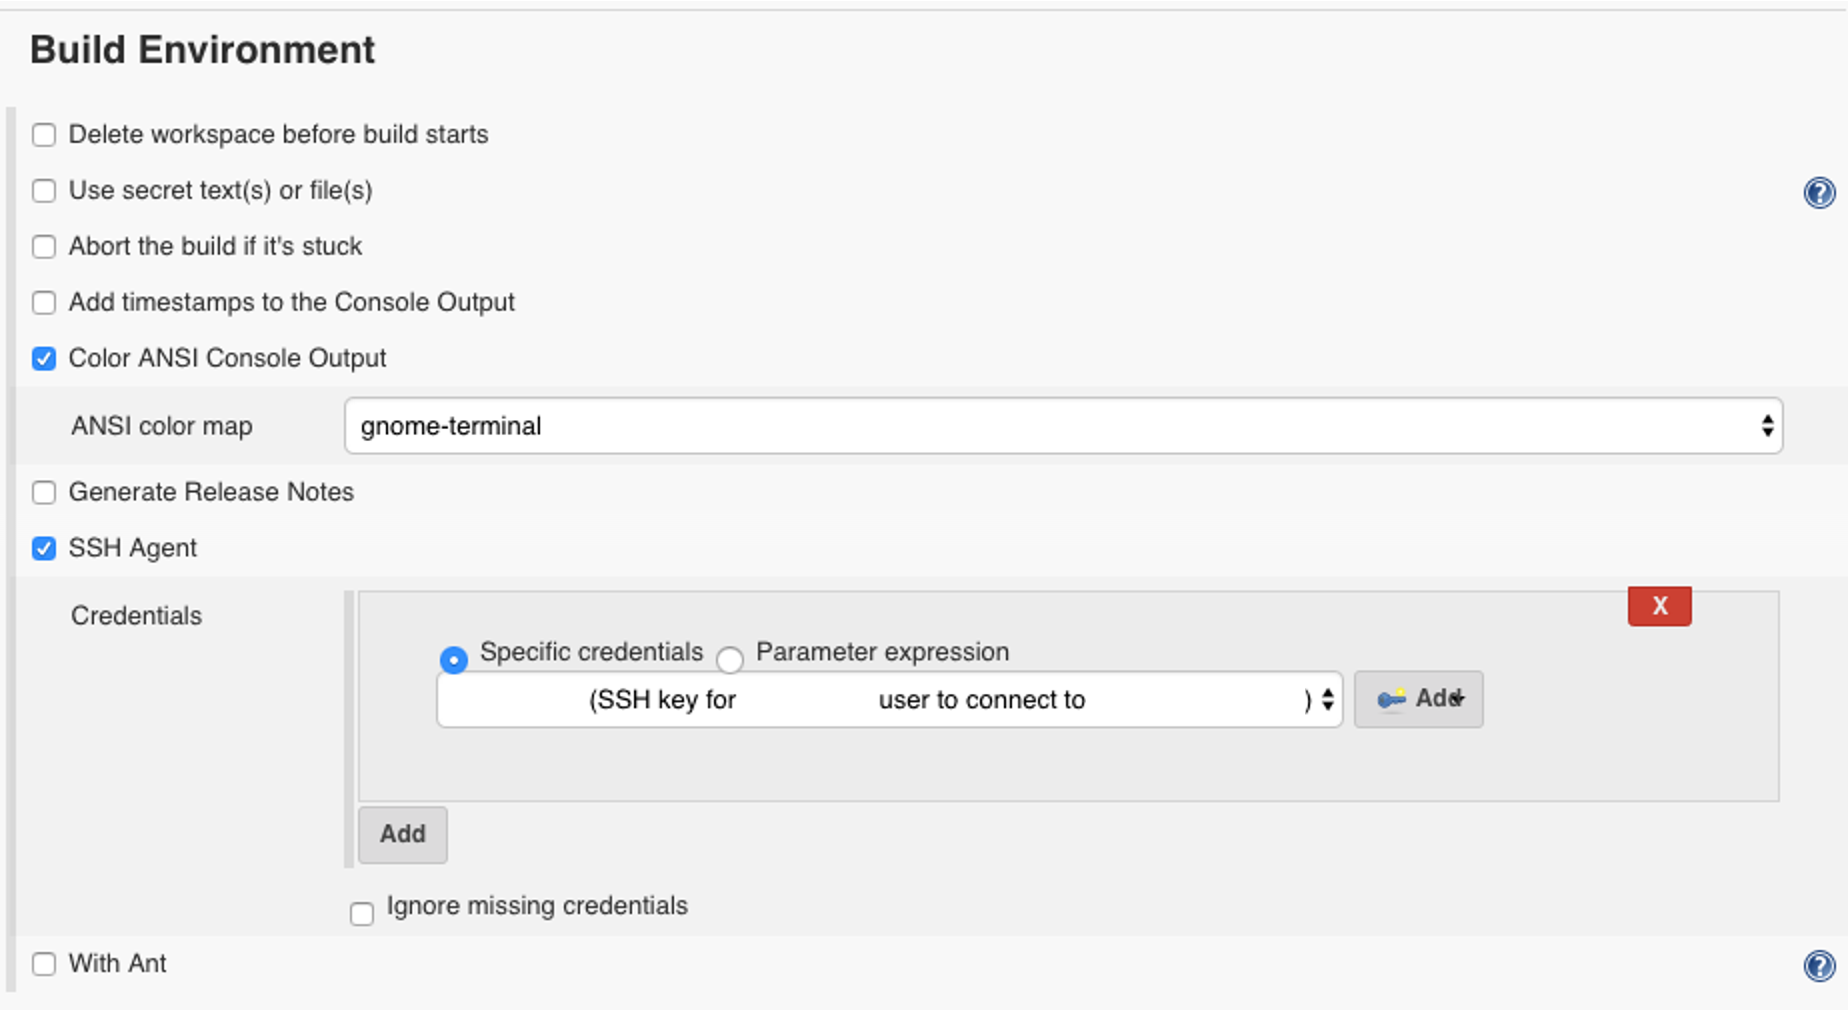 Build Environment
Delete workspace before build starts
Use secret text(s) or file(s)
?
Abort the build if it's stuck
Add timestamps to the Console Output
Color ANSI Console Output
ANSI color map gnome-terminal
Generate Release Notes
SSH Agent
Credentials
X
Specific credentials Parameter expression
(SSH key for user to connect to ) Add
Add
Ignore missing credentials
With Ant
?